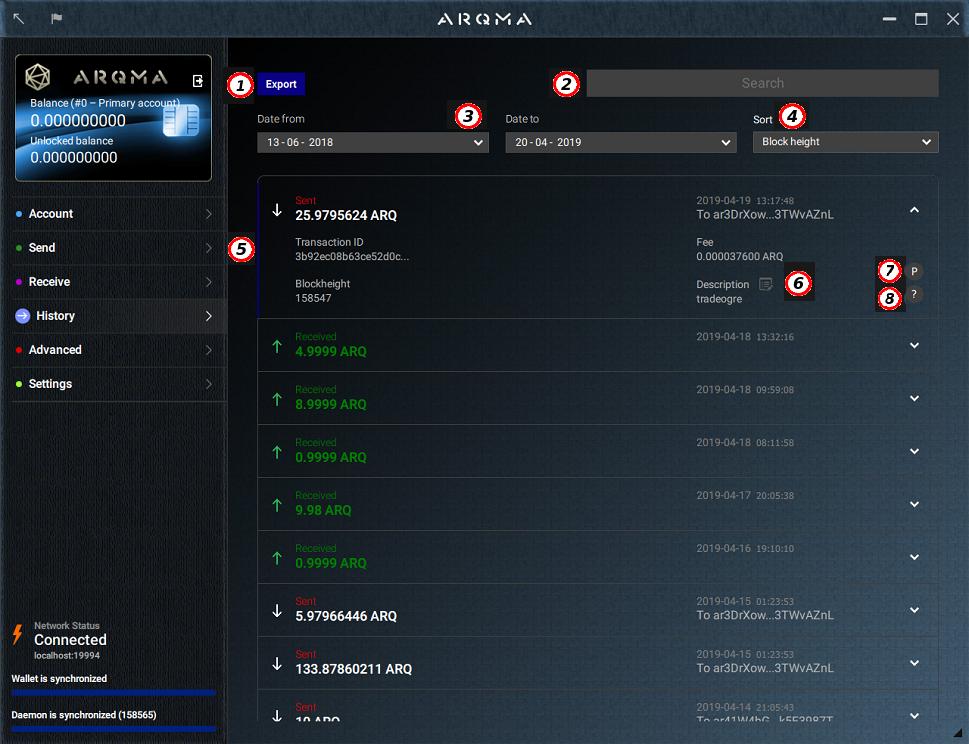 ARQMA
ARQMA
Balance (#0 – Primary account)
0.000000000
Unlocked balance
0.000000000
Account
Send
Receive
History
Advanced
Settings
Network Status
Connected
localhost:19994
Wallet is synchronized
Daemon is synchronized (158565)
1
Export
2
Search
Date from
3
Date to
Sort
4
13-06-2018
20-04-2019
Block height
5
Sent
25.9795624 ARQ
2019-04-19 13:17:48
To ar3DrXow...3TWvAZnL
Transaction ID
3b92ec08b63ce52d0c...
Fee
0.000037600 ARQ
Blockheight
158547
Description
tradeogre
6
7
P
8
?
Received
4.9999 ARQ
2019-04-18 13:32:16
Received
8.9999 ARQ
2019-04-18 09:59:08
Received
0.9999 ARQ
2019-04-18 08:11:58
Received
9.98 ARQ
2019-04-17 20:05:38
Received
0.9999 ARQ
2019-04-16 19:10:10
Sent
5.97966446 ARQ
2019-04-15 01:23:53
To ar3DrXow...3TWvAZnL
Sent
133.87860211 ARQ
2019-04-15 01:23:53
To ar3DrXow...3TWvAZnL
Sent
10 ARQ
2019-04-14 21:05:43
To